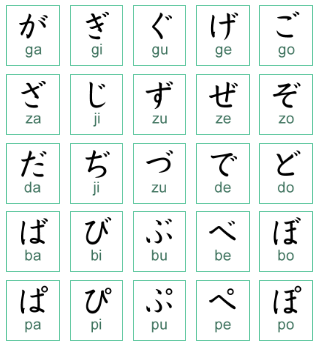 が ぎ ぐ げ ご
ga gi gu ge go
ざ じ ず ぜ ぞ
za ji zu ze zo
だ ぢ づ で ど
da ji zu de do
ば び ぶ べ ぼ
ba bi bu be bo
ぱ ぴ ぷ ぺ ぽ
pa pi pu pe po